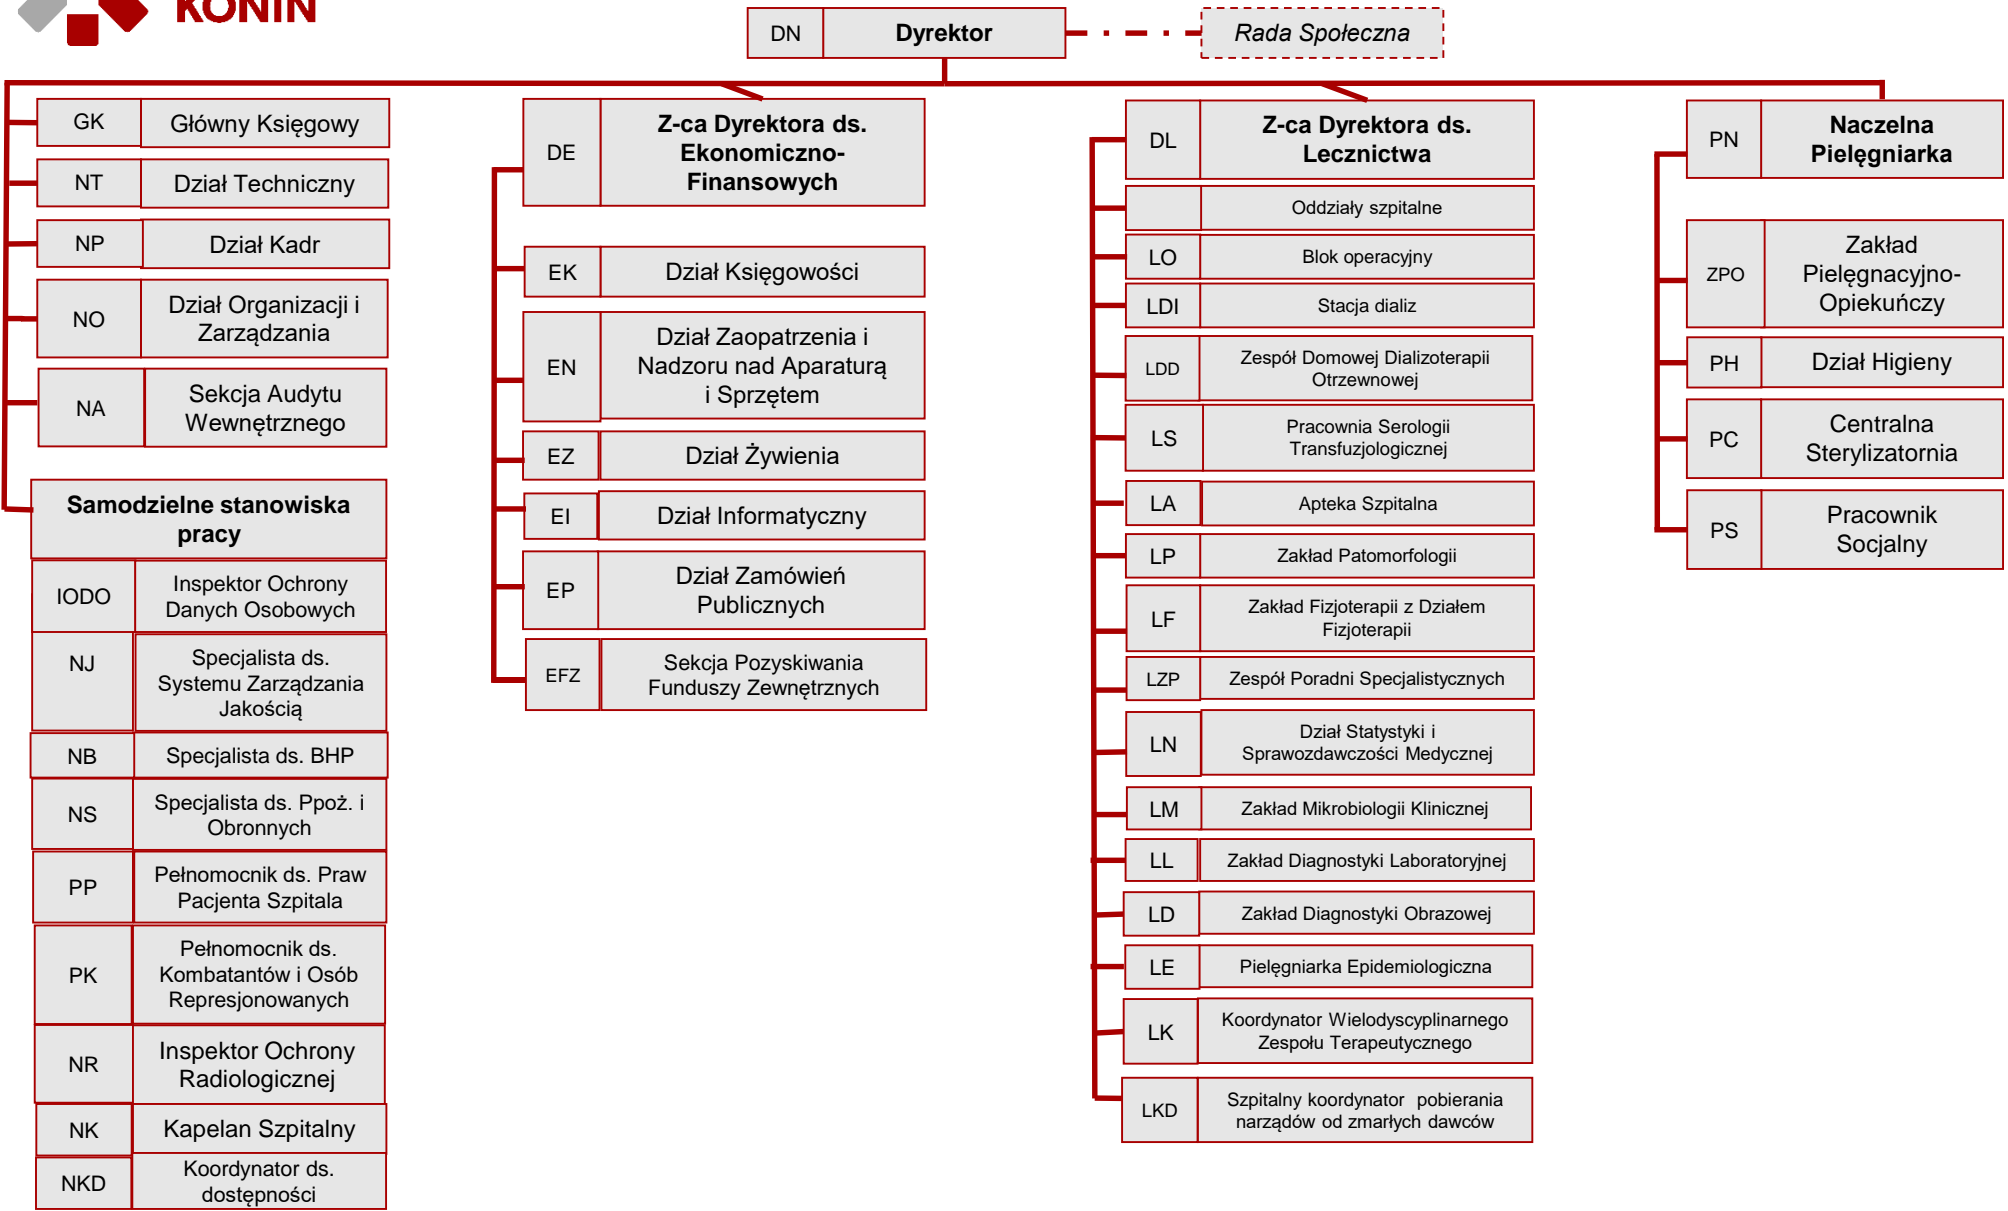 KONIN
DN
Dyrektor
Rada Społeczna
GK
Główny Księgowy
NT
Dział Techniczny
NP
Dział Kadr
NO
Dział Organizacji i
Zarządzania
NA
Sekcja Audytu
Wewnętrznego
Samodzielne stanowiska
pracy
IODO
Inspektor Ochrony
Danych Osobowych
NJ
Specjalista ds.
Systemu Zarządzania
Jakością
NB
Specjalista ds. BHP
NS
Specjalista ds. Ppoż. i
Obronnych
PP
Pełnomocnik ds. Praw
Pacjenta Szpitala
PK
Pełnomocnik ds.
Kombatantów i Osób
Represjonowanych
NR
Inspektor Ochrony
Radiologicznej
NK
Kapelan Szpitalny
NKD
Koordynator ds.
dostępności
DE
Z-ca Dyrektora ds.
Ekonomiczno-
Finansowych
EK
Dział Księgowości
EN
Dział Zaopatrzenia i
Nadzoru nad Aparaturą
i Sprzętem
EZ
Dział Żywienia
EI
Dział Informatyczny
EP
Dział Zamówień
Publicznych
EFZ
Sekcja Pozyskiwania
Funduszy Zewnętrznych
DL
Z-ca Dyrektora ds.
Lecznictwa
Oddziały szpitalne
LO
Blok operacyjny
LDI
Stacja dializ
LDD
Zespół Domowej Dializoterapii
Otrzewnowej
LS
Pracownia Serologii
Transfuzjologicznej
LA
Apteka Szpitalna
LP
Zakład Patomorfologii
LF
Zakład Fizjoterapii z Działem
Fizjoterapii
LZP
Zespół Poradni Specjalistycznych
LN
Dział Statystyki i
Sprawozdawczości Medycznej
LM
Zakład Mikrobiologii Klinicznej
LL
Zakład Diagnostyki Laboratoryjnej
LD
Zakład Diagnostyki Obrazowej
LE
Pielęgniarka Epidemiologiczna
LK
Koordynator Wielodyscyplinarnego
Zespołu Terapeutycznego
LKD
Szpitalny koordynator pobierania
narządów od zmarłych dawców
PN
Naczelna
Pielęgniarka
ZPO
Zakład
Pielęgnacyjno-
Opiekuńczy
PH
Dział Higieny
PC
Centralna
Sterylizatornia
PS
Pracownik
Socjalny